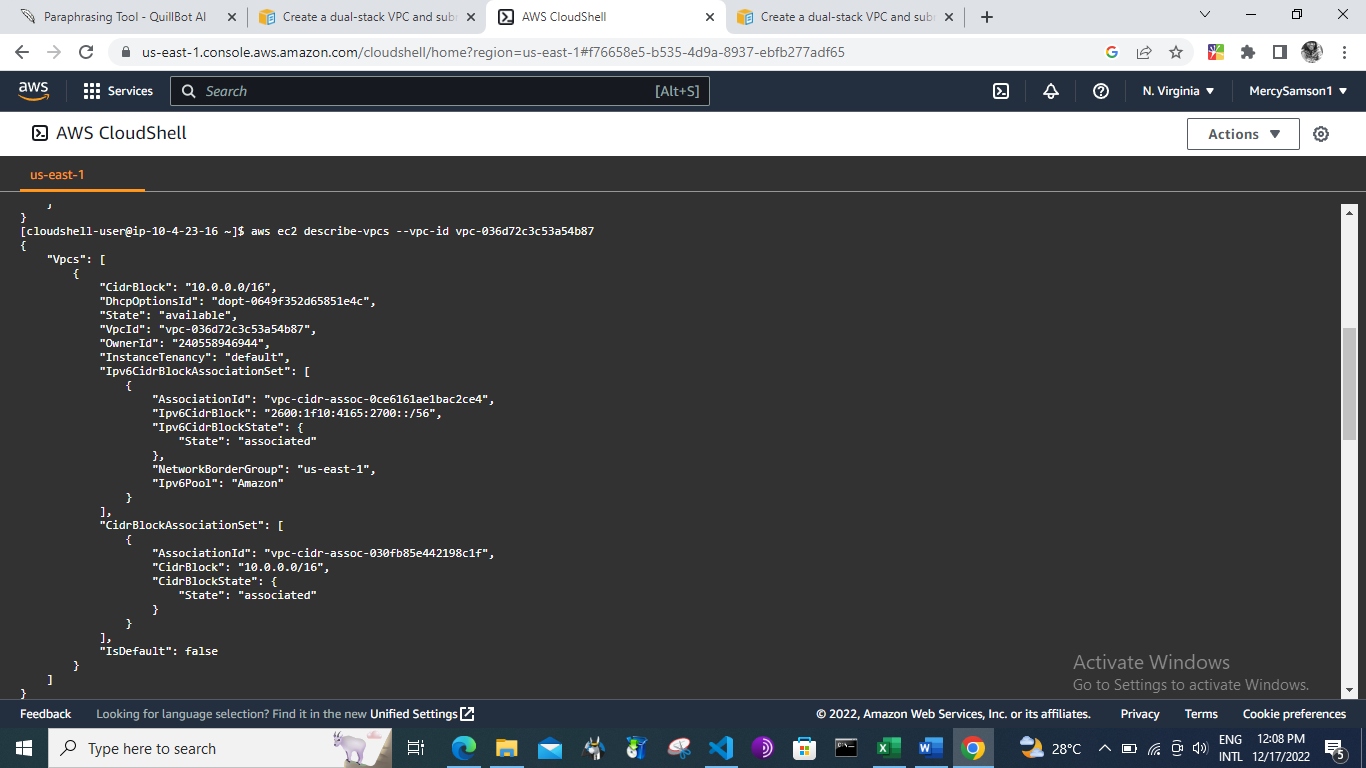 Paraphrasing Tool - QuillBot AI
Create a dual-stack VPC and sub
AWS CloudShell
Create a dual-stack VPC and sub
us-east-1.console.aws.amazon.com/cloudshell/home?region=us-east-1#f76658e5-b535-4d9a-8937-ebfb277adf65
aws
Services
Search
[Alt+S]
N. Virginia
MercySamson1
AWS CloudShell
Actions
us-east-1
}
[cloudshell-user@ip-10-4-23-16 ~]$ aws ec2 describe-vpcs --vpc-id vpc-036d72c3c53a54b87
{
"Vpcs": [
{
"CidrBlock": "10.0.0.0/16",
"DhcpOptionsId": "dopt-0649f352d65851e4c",
"State": "available",
"VpcId": "vpc-036d72c3c53a54b87",
"OwnerId": "240558946944",
"InstanceTenancy": "default",
"Ipv6CidrBlockAssociationSet": [
{
"AssociationId": "vpc-cidr-assoc-0ce6161ae1bac2ce4",
"Ipv6CidrBlock": "2600:1f10:4165:2700::/56",
"Ipv6CidrBlockState": {
"State": "associated"
},
"NetworkBorderGroup": "us-east-1",
"Ipv6Pool": "Amazon"
}
],
"CidrBlockAssociationSet": [
{
"AssociationId": "vpc-cidr-assoc-030fb85e442198c1f",
"CidrBlock": "10.0.0.0/16",
"CidrBlockState": {
"State": "associated"
}
}
],
"IsDefault": false
}
]
}
Activate Windows
Go to Settings to activate Windows.
Feedback
Looking for language selection? Find it in the new Unified Settings
© 2022, Amazon Web Services, Inc. or its affiliates.
Privacy
Terms
Cookie preferences
Type here to search
28°C
ENG
INTL
12:08 PM
12/17/2022
5